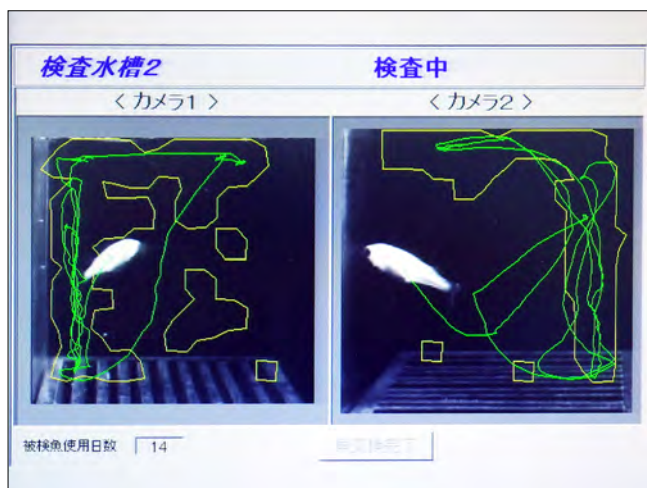 検査水槽2
検査中
< カメラ1 >
< カメラ2 >
被検魚使用日数 14